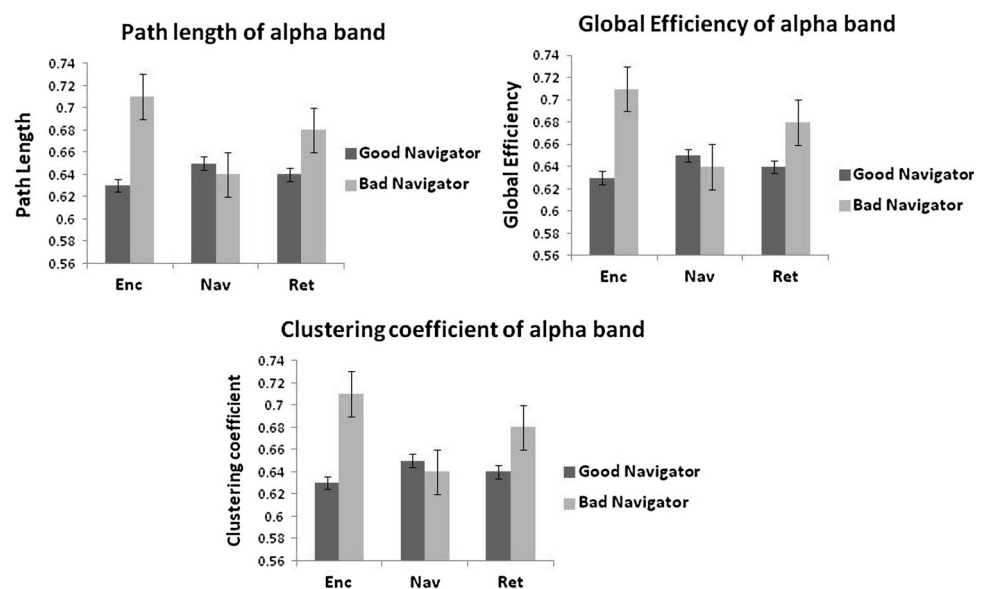 Path length of alpha band
Path Length
0.74
0.72
0.7
0.68
0.66
0.64
0.62
0.6
0.58
0.56
Enc Nav Ret
Good Navigator
Bad Navigator
Global Efficiency of alpha band
Global Efficiency
0.74
0.72
0.7
0.68
0.66
0.64
0.62
0.6
0.58
0.56
Enc Nav Ret
Good Navigator
Bad Navigator
Clustering coefficient of alpha band
Clustering coefficient
0.74
0.72
0.7
0.68
0.66
0.64
0.62
0.6
0.58
0.56
Enc Nav Ret
Good Navigator
Bad Navigator